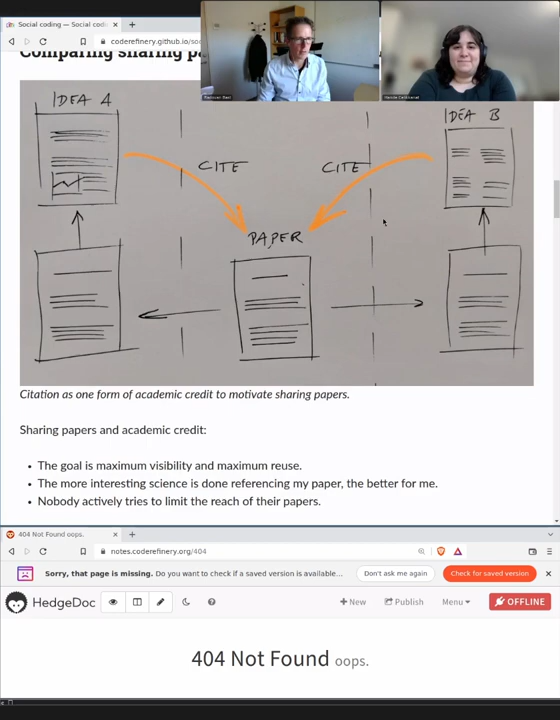 Social coding — Social codi
coderefinery.github.io/so
Comparing sharing pa
Radovan Bast
IDEA A
IDEA B
CITE
CITE
PAPER
Citation as one form of academic credit to motivate sharing papers.
Sharing papers and academic credit:
• The goal is maximum visibility and maximum reuse.
• The more interesting science is done referencing my paper, the better for me.
• Nobody actively tries to limit the reach of their papers.
404 Not Found oops.
notes.coderefinery.org/404
Sorry, that page is missing. Do you want to check if a saved version is available...
Don't ask me again
Check for saved version
HedgeDoc
New
Publish
Menu
OFFLINE
404 Not Found oops.